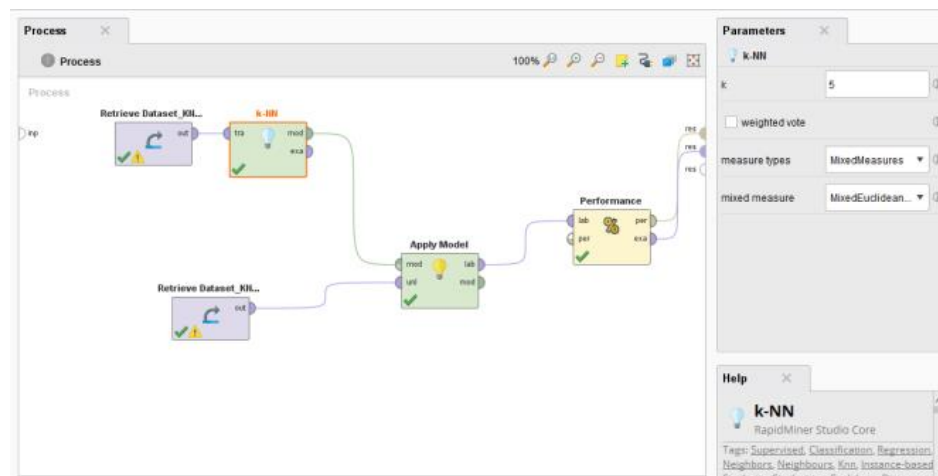 Process
Process
100%
Process
inp
Retrieve Dataset_KN...
out
k-NN
tra
mod
exa
Retrieve Dataset_KN...
out
Apply Model
mod
lab
unl
mod
Performance
lab
per
per
exa
res
res
res
Parameters
k-NN
k
5
weighted vote
measure types
MixedMeasures
mixed measure
MixedEuclidean...
Help
k-NN
RapidMiner Studio Core
Tags: Supervised, Classification, Regression,
Neighbors, Neighbours, Knn, Instance-based